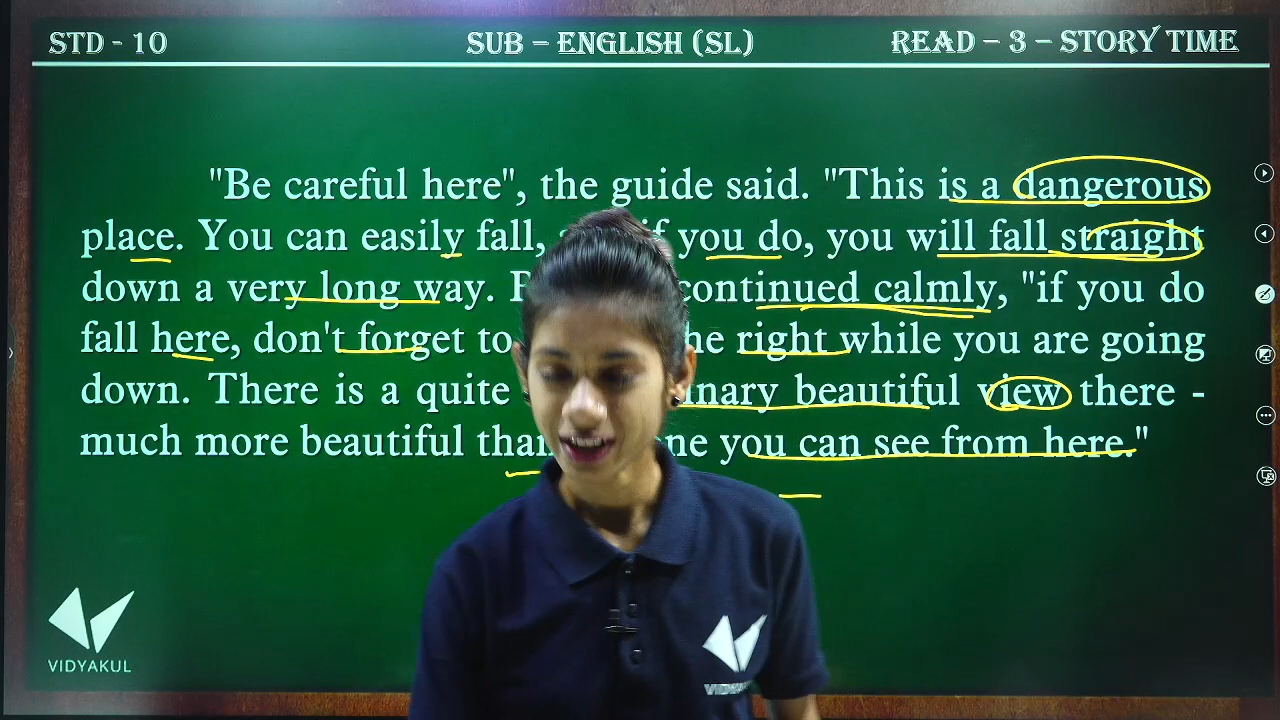 STD - 10 SUB – ENGLISH (SL) READ – 3 – STORY TIME
"Be careful here", the guide said. "This is a dangerous
place. You can easily fall, if you do, you will fall straight
down a very long way. continued calmly, "if you do
fall here, don't forget to the right while you are going
down. There is a quite beautiful view there -
much more beautiful than one you can see from here."
VIDYAKUL